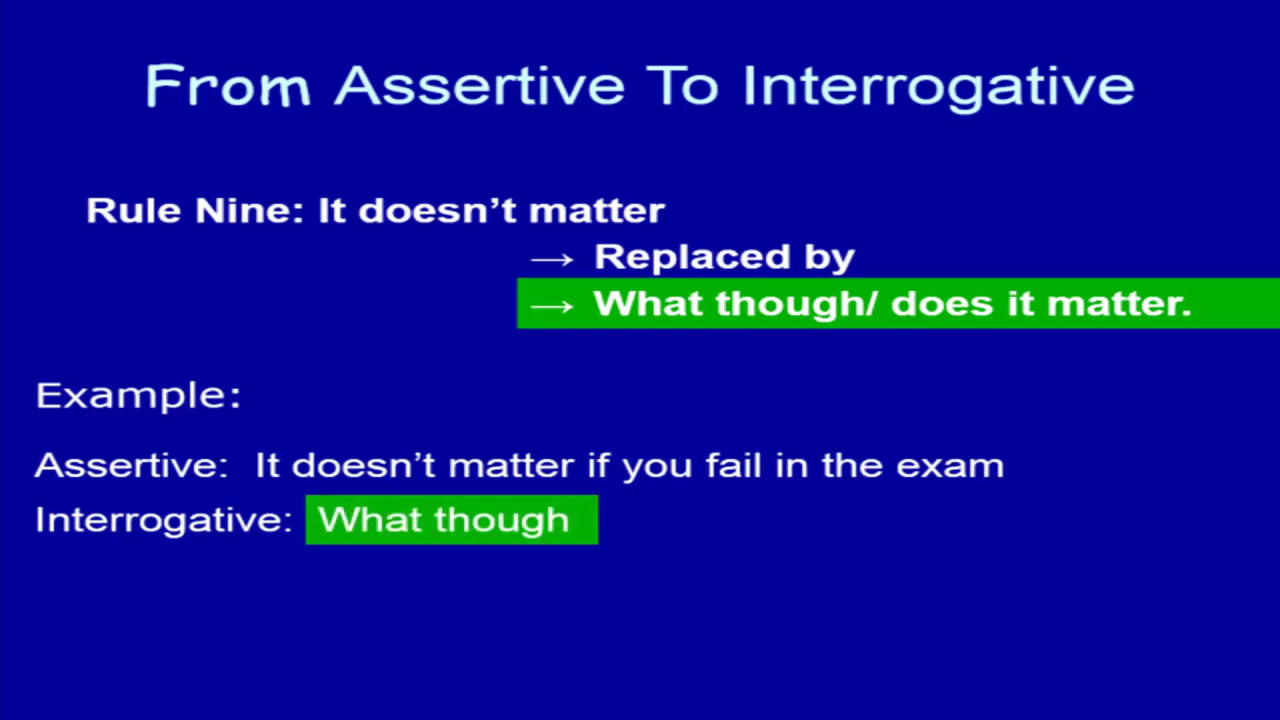 From Assertive To Interrogative
Rule Nine: It doesn’t matter
→ Replaced by
→ What though/ does it matter.
Example:
Assertive: It doesn’t matter if you fail in the exam
Interrogative: What though